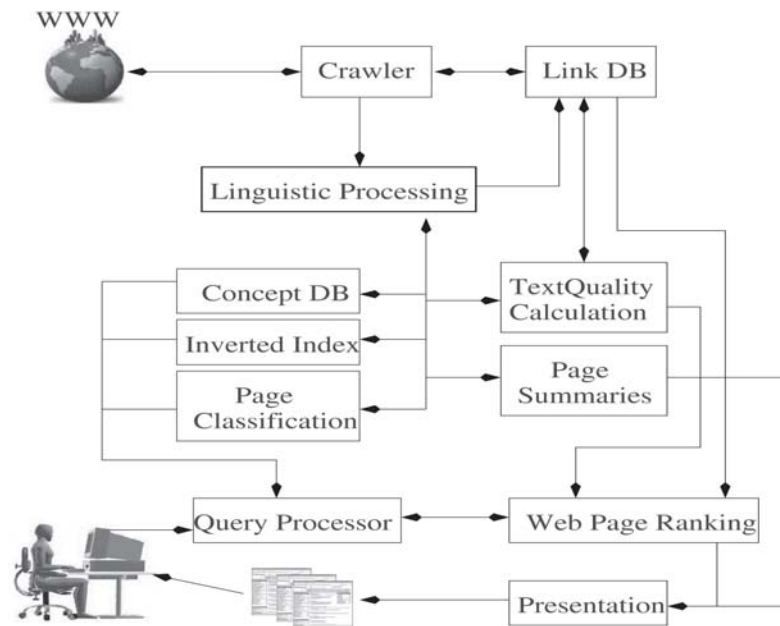 WWW
Crawler
Link DB
Linguistic Processing
Concept DB
TextQuality
Calculation
Inverted Index
Page
Summaries
Page
Classification
Query Processor
Web Page Ranking
Presentation